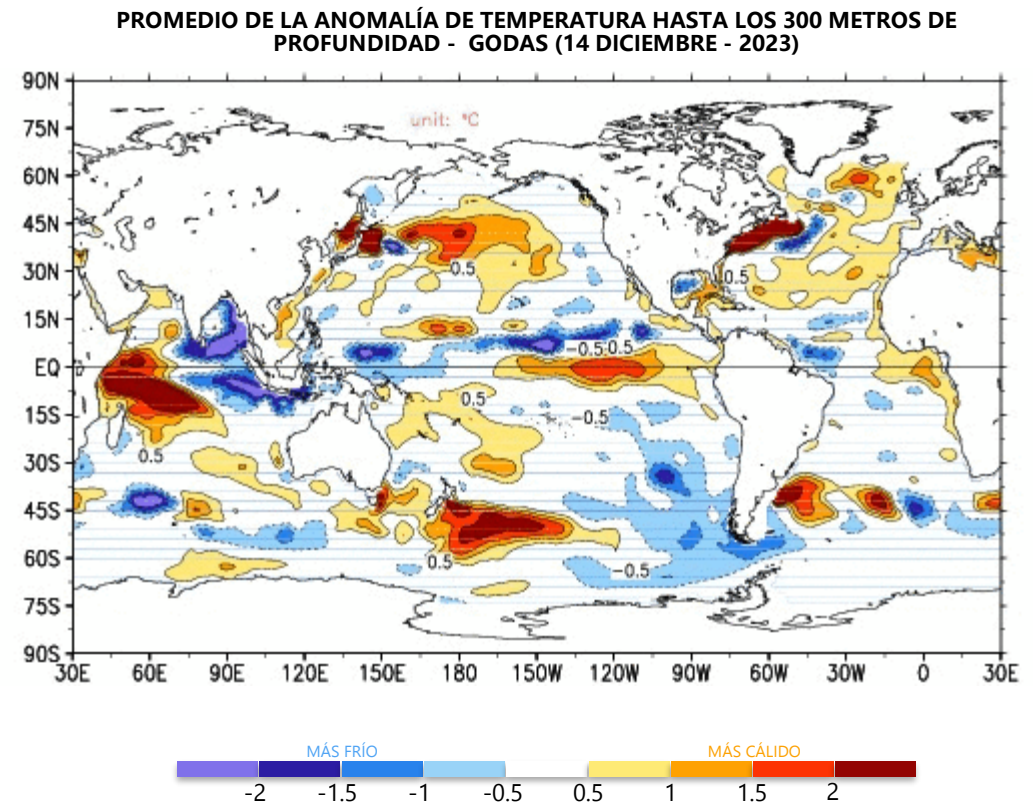 PROMEDIO DE LA ANOMALÍA DE TEMPERATURA HASTA LOS 300 METROS DE
PROFUNDIDAD - GODAS (14 DICIEMBRE - 2023)
90N
unit: °C
75N
60N
45N
0.5
30N
0.5
15N
-0.5 0.5
EQ
0.5
15S
-0.5
0.5
30S
45S
0.5
60S
-0.5
75S
90S
30E 60E 90E 120E 150E 180 150W 120W 90W 60W 30W 0 30E
MÁS FRÍO MÁS CÁLIDO
-2 -1.5 -1 -0.5 0.5 1 1.5 2